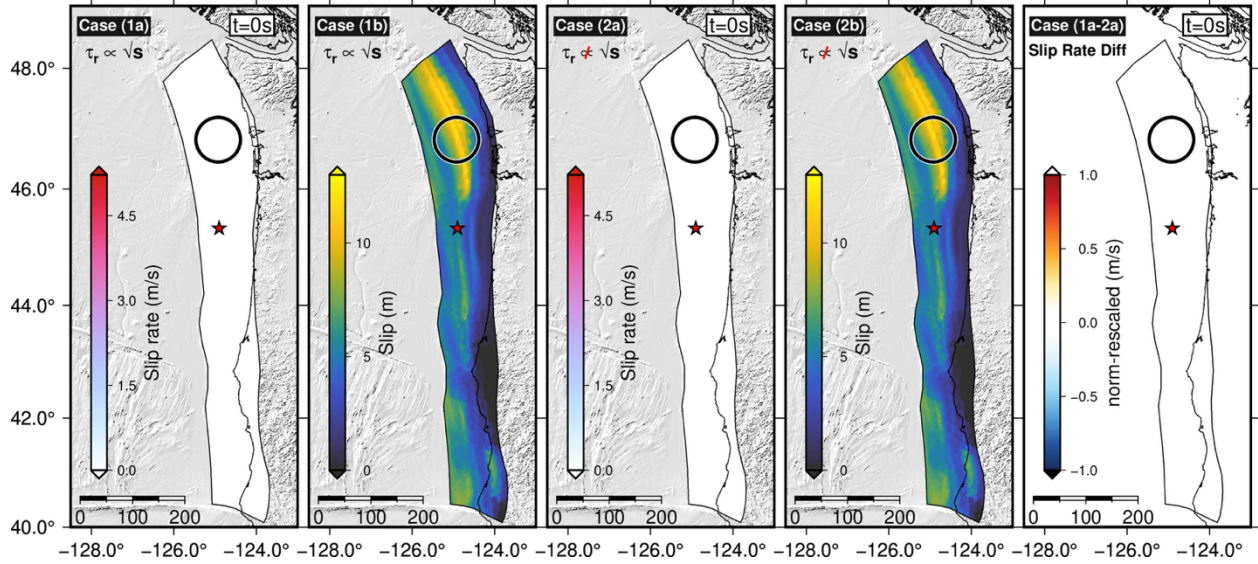 Case (1a) t=0s
τr ∝ √s
4.5
3.0
1.5
0.0
Slip rate (m/s)
0 200
Case (1b)
τr ∝ √s
10
5
0
Slip (m)
0 200
Case (2a) t=0s
τr ∝̸ √s
4.5
3.0
1.5
0.0
Slip rate (m/s)
0 200
Case (2b)
τr ∝̸ √s
10
5
0
Slip (m)
0 200
Case (1a-2a) t=0s
Slip Rate Diff
1.0
0.5
0.0
−0.5
−1.0
norm-rescaled (m/s)
0 100 200
48.0°
46.0°
44.0°
42.0°
40.0°
−128.0° −126.0° −124.0° −128.0° −126.0° −124.0° −128.0° −126.0° −124.0° −128.0° −126.0° −124.0° −128.0° −126.0° −124.0°